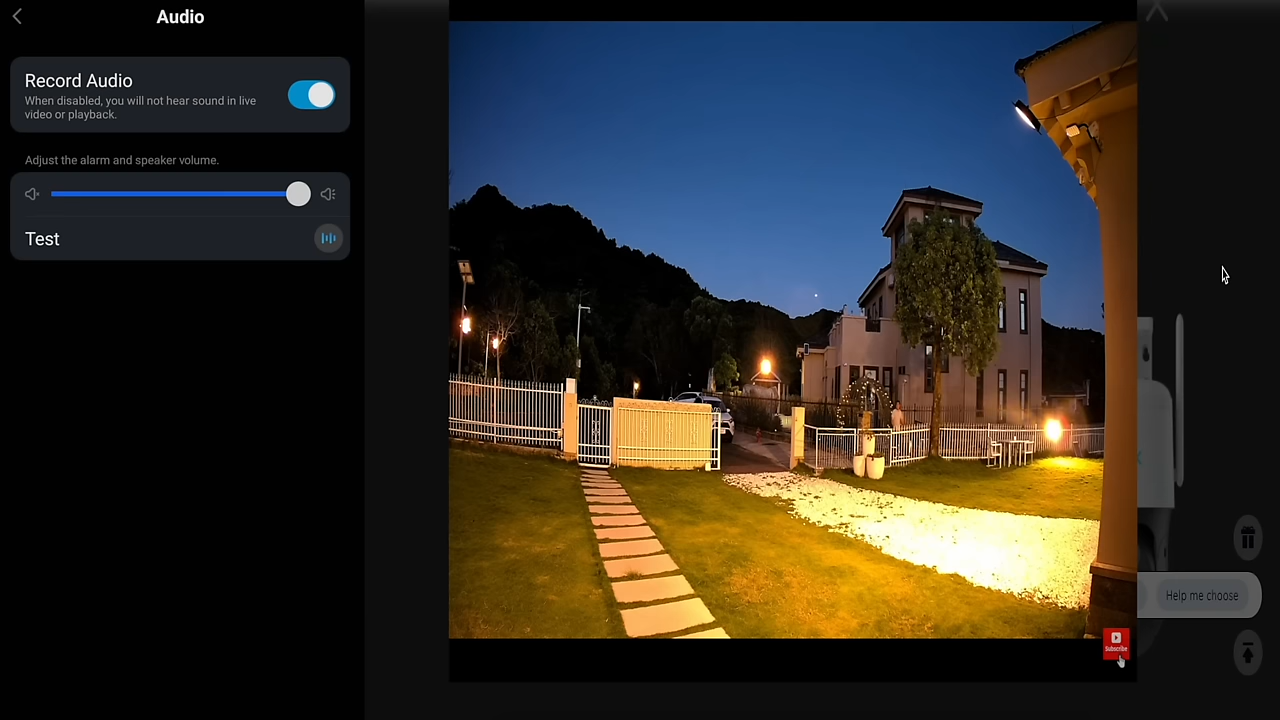 Audio
Record Audio
When disabled, you will not hear sound in live
video or playback.
Adjust the alarm and speaker volume.
Test
Subscribe
Help me choose